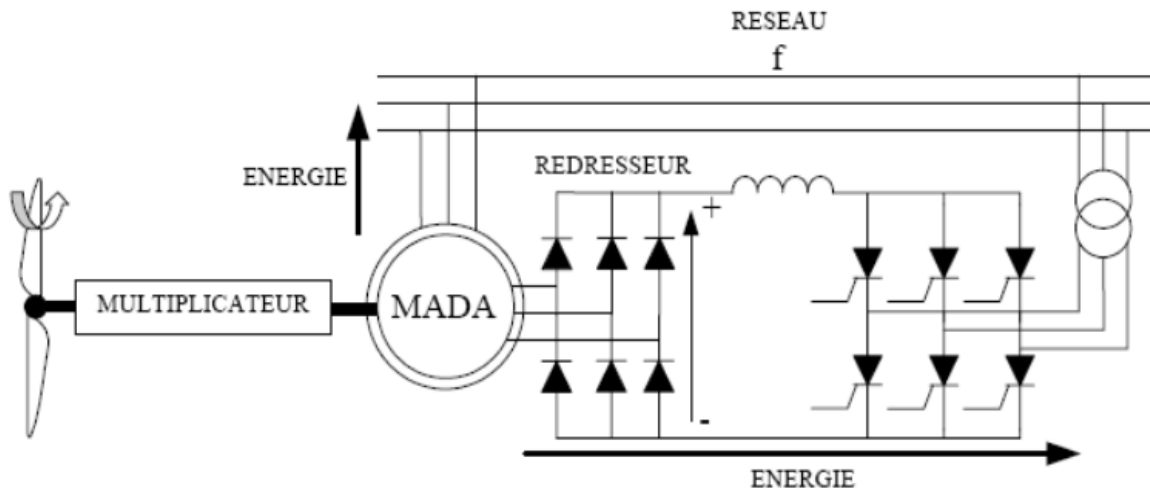 RESEAU
f
ENERGIE
REDRESSEUR
+
MULTIPLICATEUR
MADA
-
ENERGIE